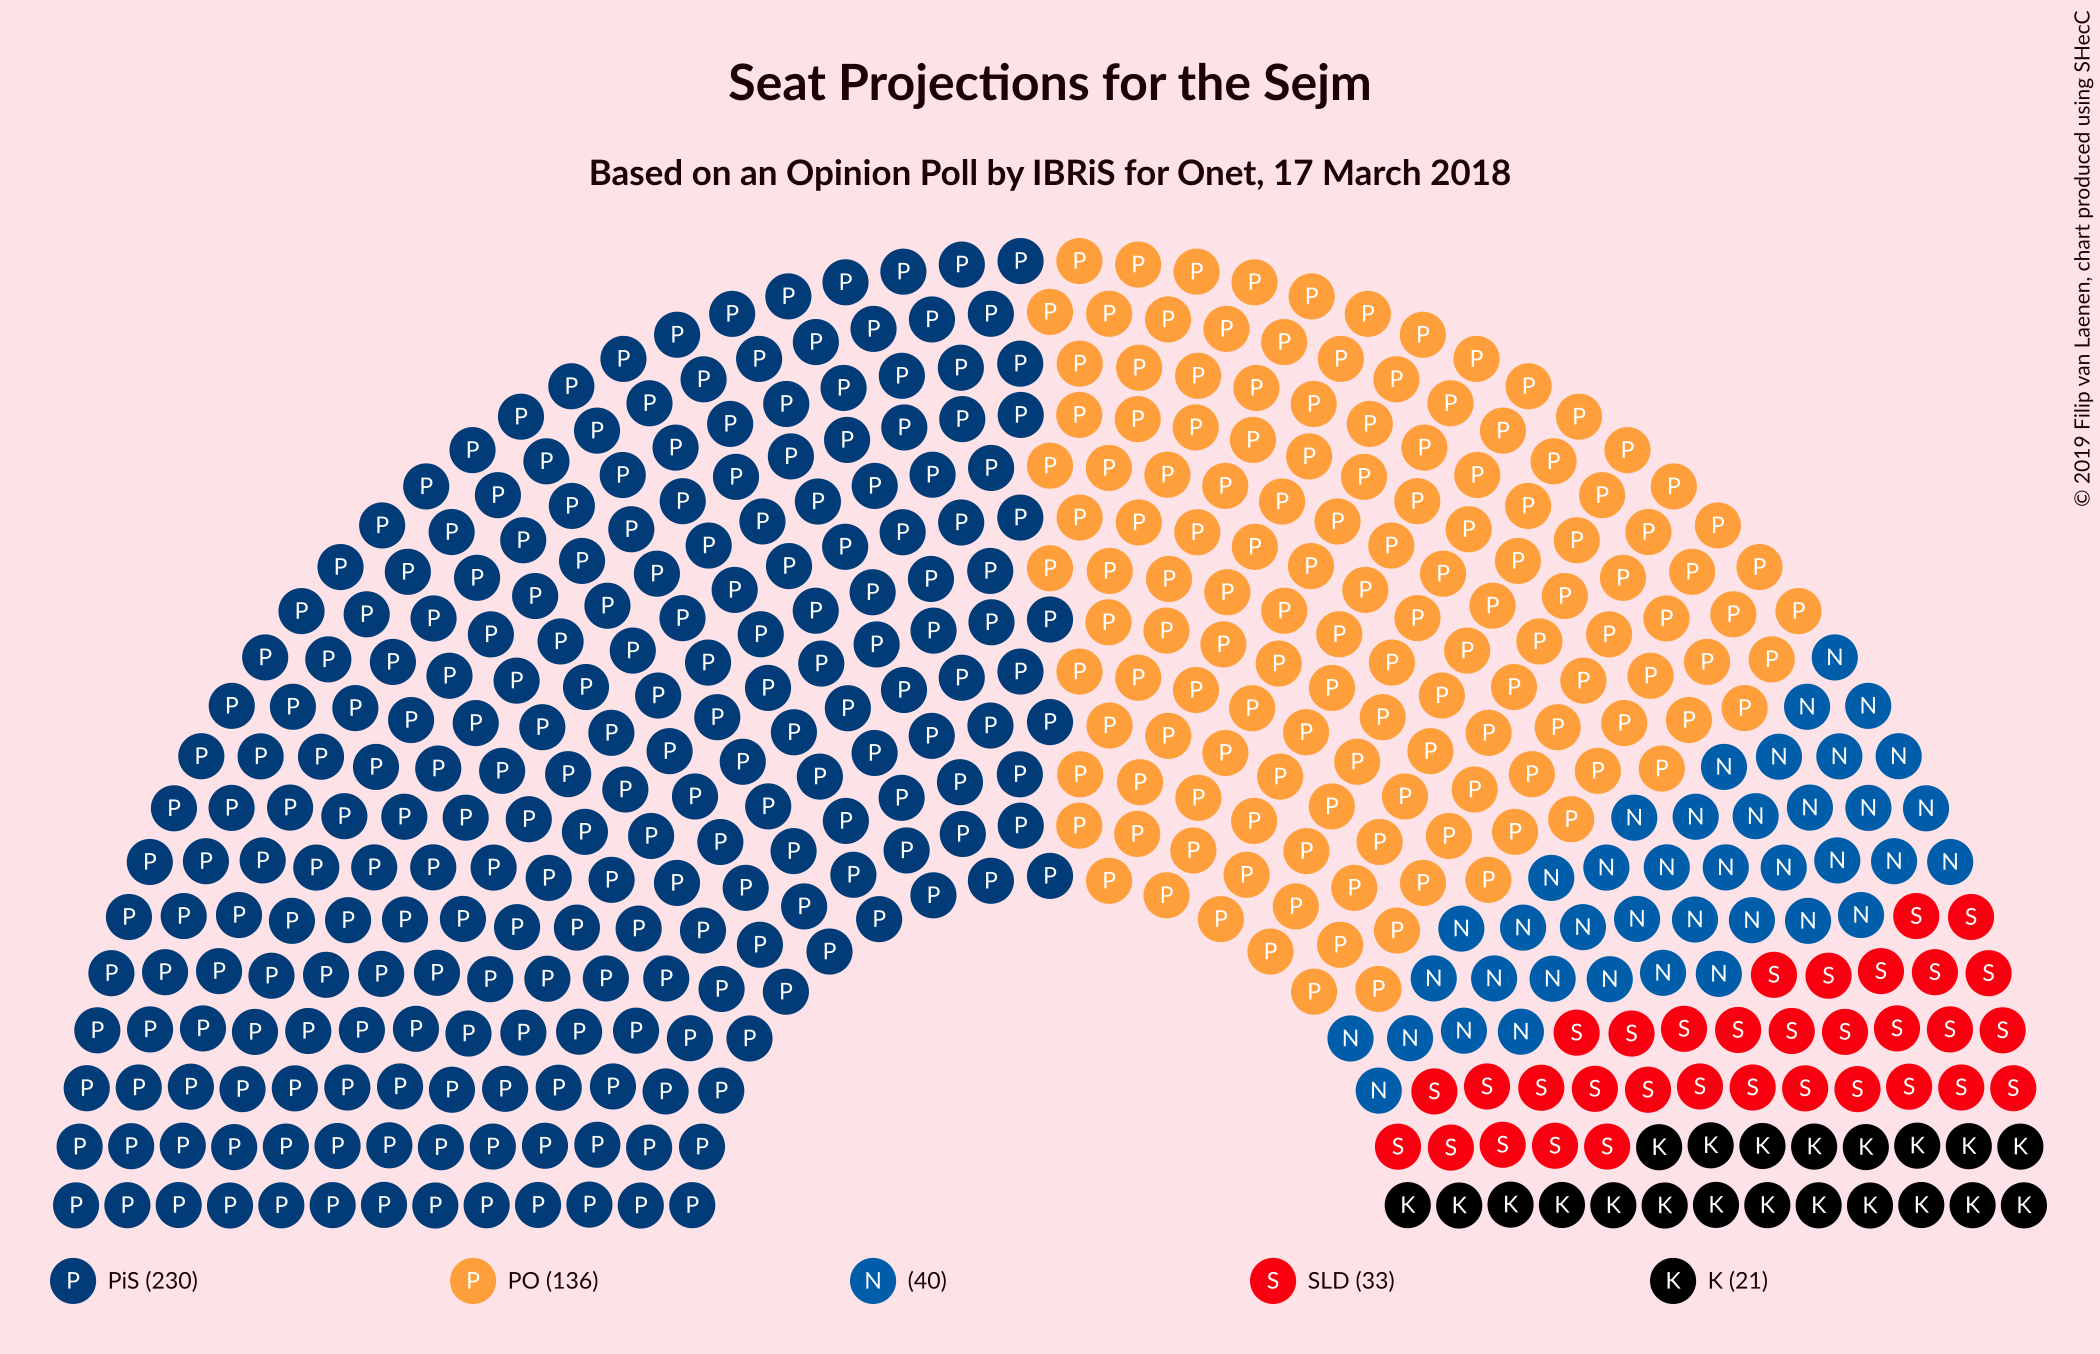 Seat Projections for the Sejm
Based on an Opinion Poll by IBRiS for Onet, 17 March 2018
© 2019 Filip van Laenen, chart produced using SHecC
P PiS (230)
P PO (136)
N (40)
S SLD (33)
K K (21)